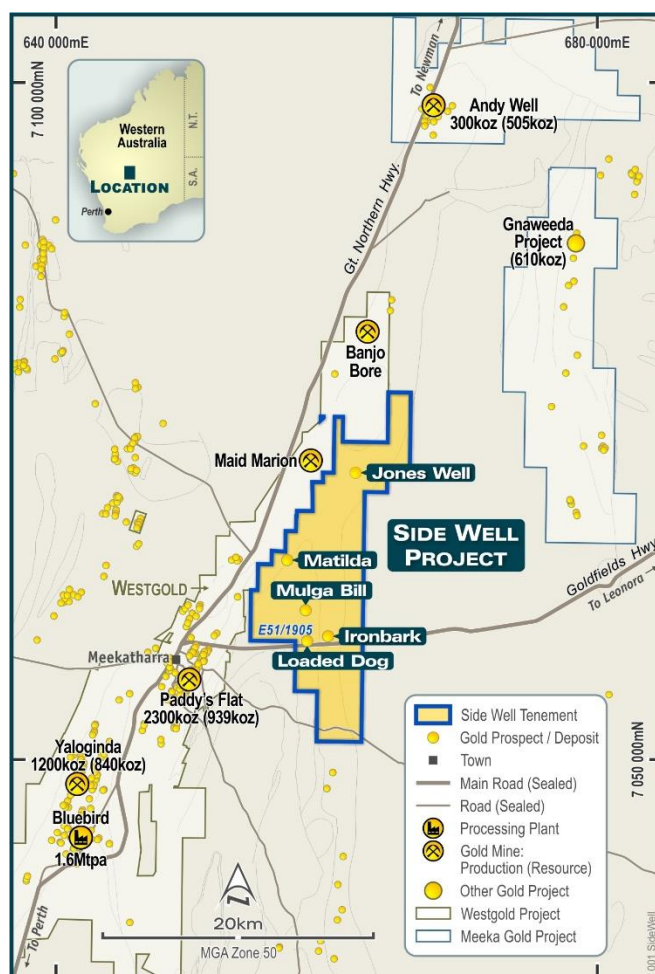 640 000mE
680 000mE
To Newman
7 100 000mN
Western
Australia
N.T.
S.A.
LOCATION
Perth
Andy Well
300koz (505koz)
Gt. Northern Hwy.
Gnaweeda
Project
(610koz)
Banjo
Bore
Maid Marion
Jones Well
SIDE WELL
PROJECT
Matilda
Goldfields Hwy
To Leonora
WESTGOLD
Mulga Bill
E51/1905
Ironbark
Meekatharra
Loaded Dog
Paddy's Flat
2300koz (939koz)
Yaloginda
1200koz (840koz)
Bluebird
1.6Mtpa
7 050 000mN
Side Well Tenement
Gold Prospect / Deposit
Town
Main Road (Sealed)
Road (Sealed)
Processing Plant
Gold Mine:
Production (Resource)
Other Gold Project
Westgold Project
Meeka Gold Project
20km
MGA Zone 50
To Perth
001 SideWell